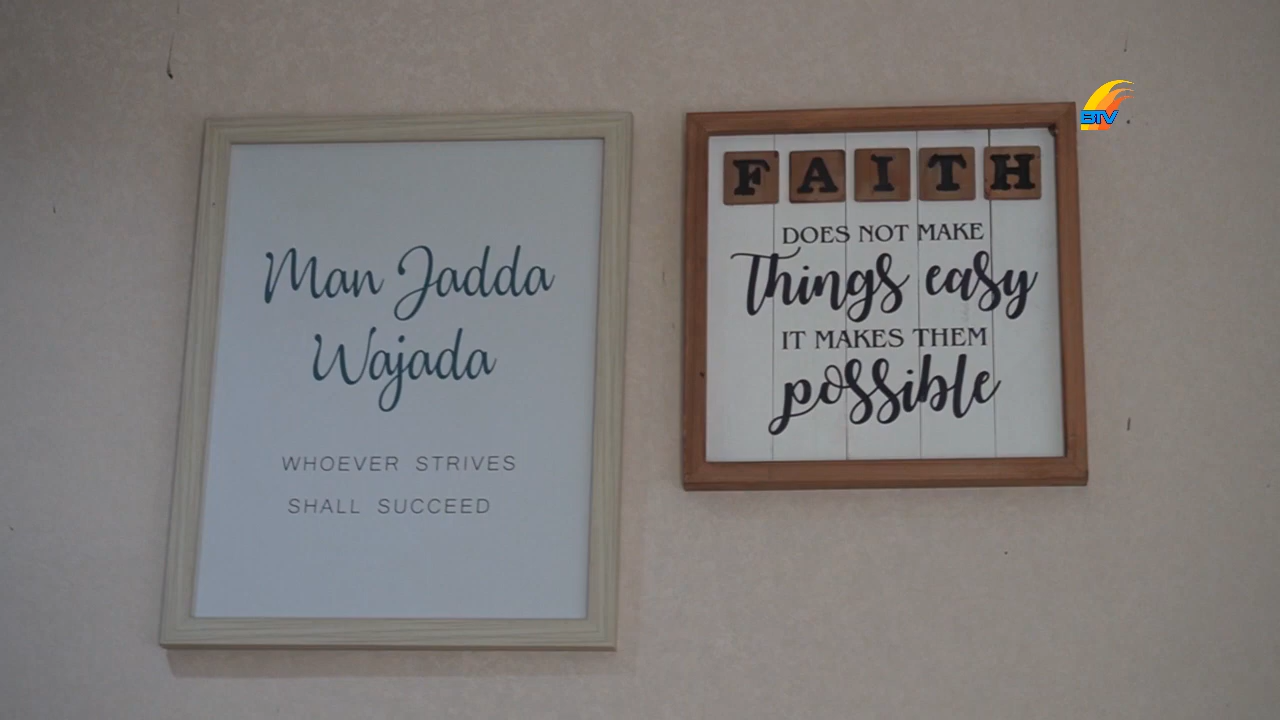 Man Jadda
Wajada
WHOEVER STRIVES
SHALL SUCCEED
FAITH
DOES NOT MAKE
Things easy
IT MAKES THEM
possible
BTV